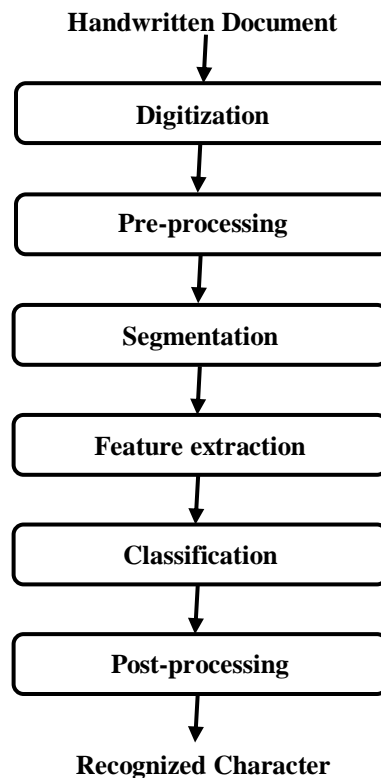 Handwritten Document
Digitization
Pre-processing
Segmentation
Feature extraction
Classification
Post-processing
Recognized Character